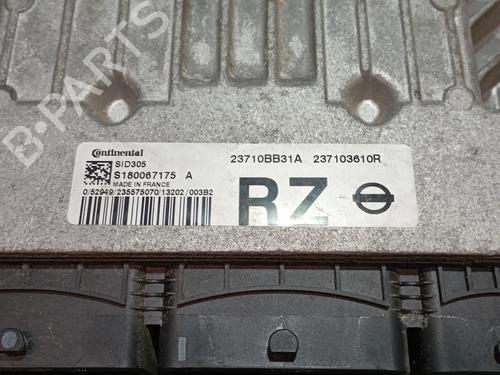 B-PARTS
Continental
SID305
S180067175 A
MADE IN FRANCE
0/52949/235575070/13202/003B2
23710BB31A 237103610R
RZ